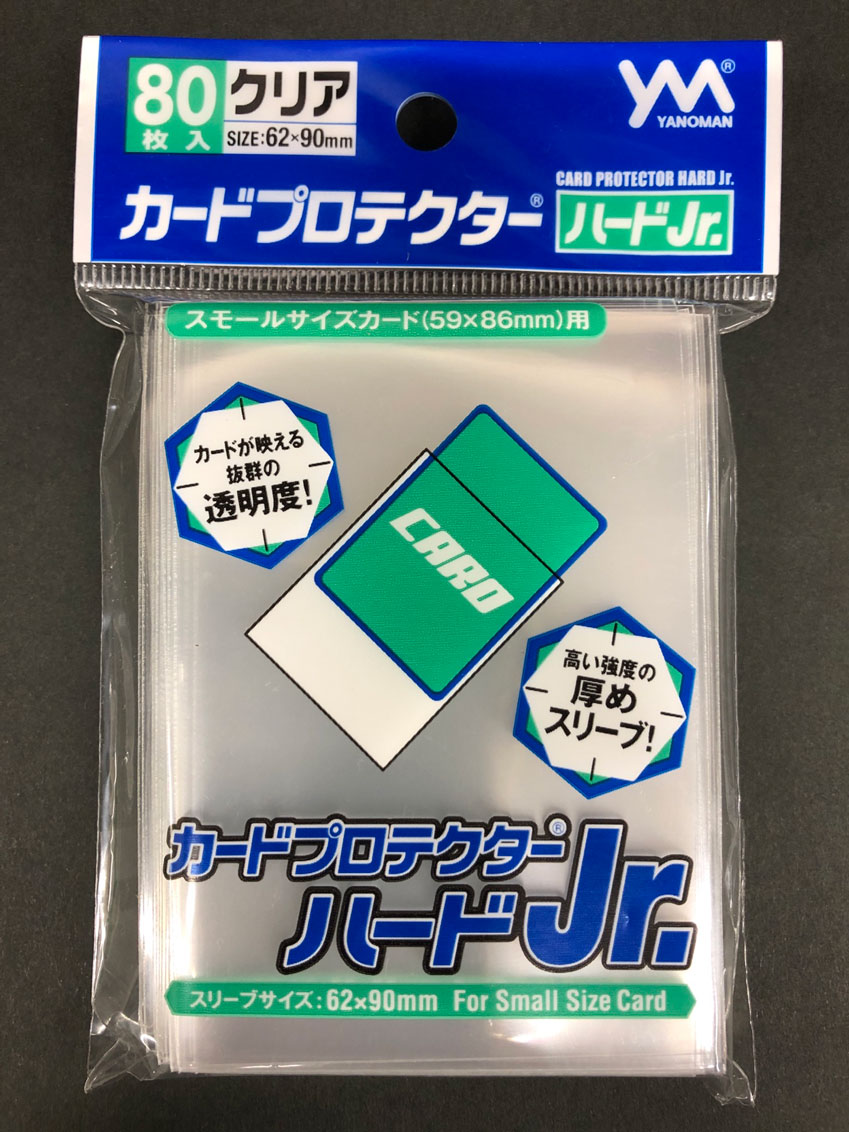 80
枚入
クリア
SIZE:62×90mm
YM®
YANOMAN
CARD PROTECTOR HARD Jr.
カードプロテクター®
ハードJr.
スモールサイズカード(59×86mm)用
カードが映える
抜群の
透明度!
CARD
高い強度の
厚め
スリーブ!
カードプロテクター®
ハードJr.
スリーブサイズ:62×90mm For Small Size Card